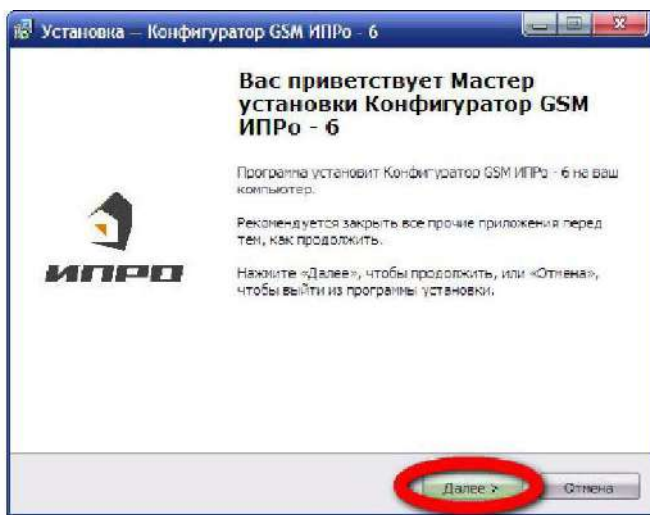 Установка — Конфигуратор GSM ИПРо - 6
Вас приветствует Мастер
установки Конфигуратор GSM
ИПРо - 6
Программа установит Конфигуратор GSM ИПРо - 6 на ваш
компьютер.
Рекомендуется закрыть все прочие приложения перед
тем, как продолжить.
Нажмите «Далее», чтобы продолжить, или «Отмена»,
чтобы выйти из программы установки.
ИПРО
Далее >
Отмена